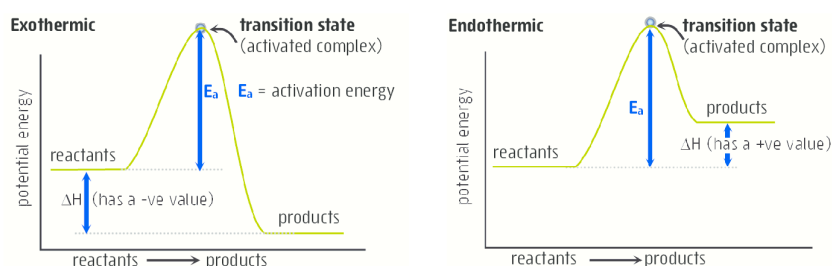 Exothermic
transition state
(activated complex)
Ea
Ea = activation energy
potential energy
reactants
ΔH (has a -ve value)
products
reactants → products
Endothermic
transition state
(activated complex)
Ea
products
potential energy
ΔH (has a +ve value)
reactants
reactants → products